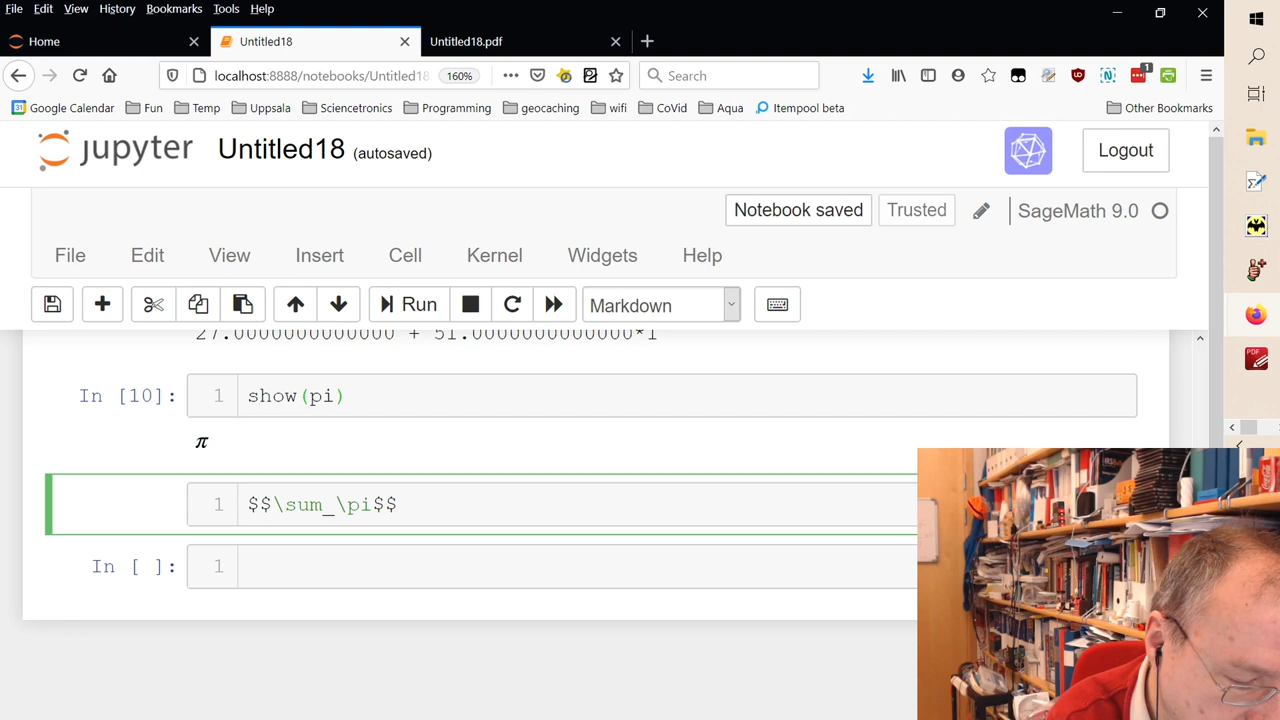 File Edit View History Bookmarks Tools Help
Home Untitled18 Untitled18.pdf
localhost:8888/notebooks/Untitled18. 160% Search 1
31 Google Calendar Fun Temp Uppsala Sciencetronics Programming geocaching wifi CoVid Aqua Itempool beta Other Bookmarks
jupyter Untitled18 (autosaved) Logout
Notebook saved Trusted SageMath 9.0
File Edit View Insert Cell Kernel Widgets Help
Run Markdown
PDF
27.0000000000000 + 51.0000000000000*I
In [10]: 1 show(pi)
π
1 $$\sum_\pi$$
In [ ]: 1